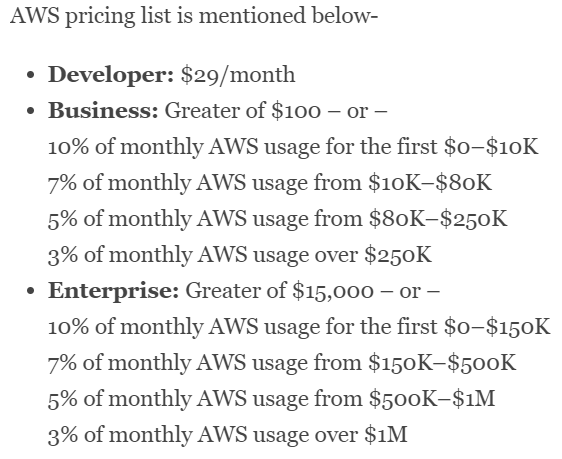 AWS pricing list is mentioned below-
• Developer: $29/month
• Business: Greater of $100 – or –
10% of monthly AWS usage for the first $0–$10K
7% of monthly AWS usage from $10K–$80K
5% of monthly AWS usage from $80K–$250K
3% of monthly AWS usage over $250K
• Enterprise: Greater of $15,000 – or –
10% of monthly AWS usage for the first $0–$150K
7% of monthly AWS usage from $150K–$500K
5% of monthly AWS usage from $500K–$1M
3% of monthly AWS usage over $1M